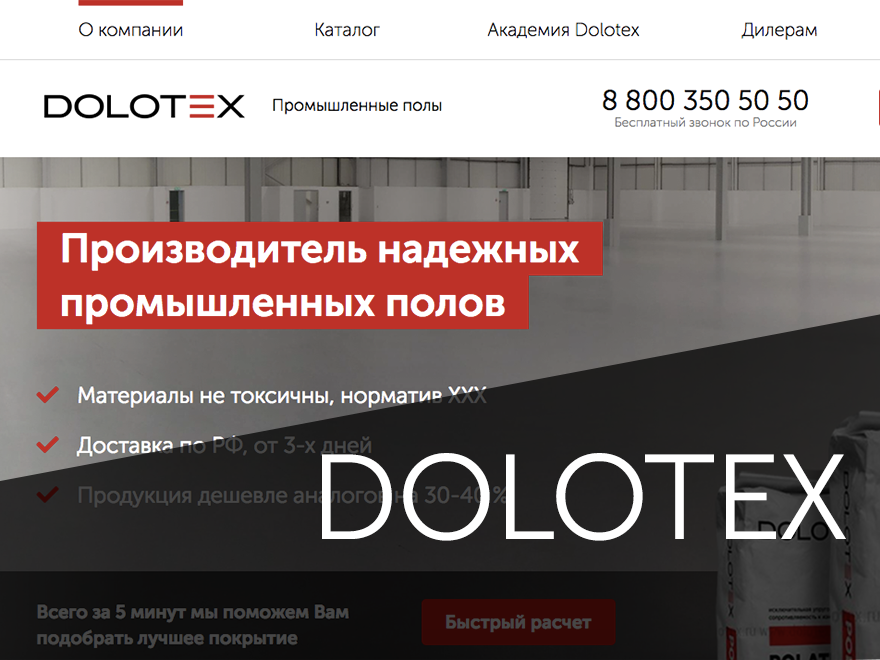 О компании
Каталог
Академия Dolotex
Дилерам
DOLOTEX
Промышленные полы
8 800 350 50 50
Бесплатный звонок по России
Производитель надежных
промышленных полов
Материалы не токсичны, норматив XXX
Доставка по РФ, от 3-х дней
Продукция дешевле аналогов на 30-40 %
DOLOTEX
Всего за 5 минут мы поможем Вам
подобрать лучшее покрытие
Быстрый расчет